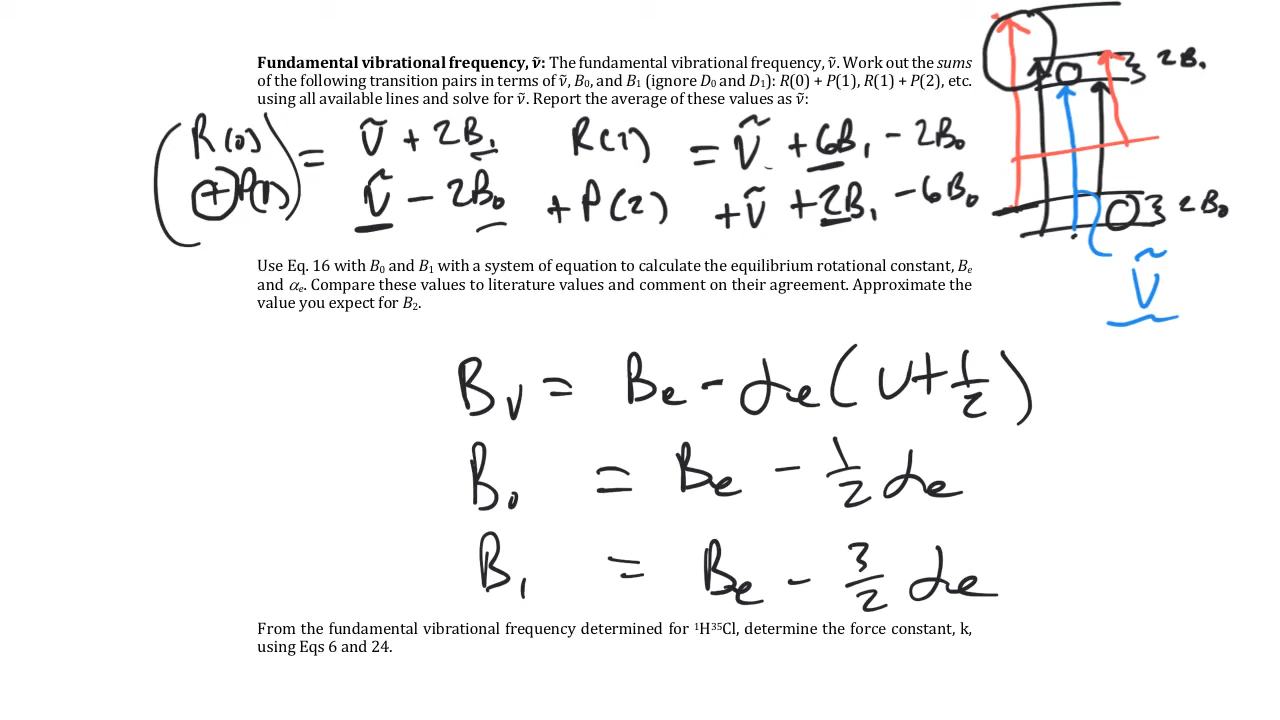 Fundamental vibrational frequency, ṽ: The fundamental vibrational frequency, ṽ. Work out the sums
of the following transition pairs in terms of ṽ, B₀, and B₁ (ignore D₀ and D₁): R(0) + P(1), R(1) + P(2), etc.
using all available lines and solve for ṽ. Report the average of these values as ṽ:
R(0) = ṽ + 2B₁ R(1) = ṽ + 6B₁ - 2B₀
+ P(1) ṽ - 2B₀ + P(2) + ṽ + 2B₁ - 6B₀
3 2B₁
3 2B₀
ṽ
Use Eq. 16 with B₀ and B₁ with a system of equation to calculate the equilibrium rotational constant, Bₑ
and αₑ. Compare these values to literature values and comment on their agreement. Approximate the
value you expect for B₂.
Bᵥ = Bₑ - αₑ(v + 1/2)
B₀ = Bₑ - 1/2 αₑ
B₁ = Bₑ - 3/2 αₑ
From the fundamental vibrational frequency determined for ¹H³⁵Cl, determine the force constant, k,
using Eqs 6 and 24.